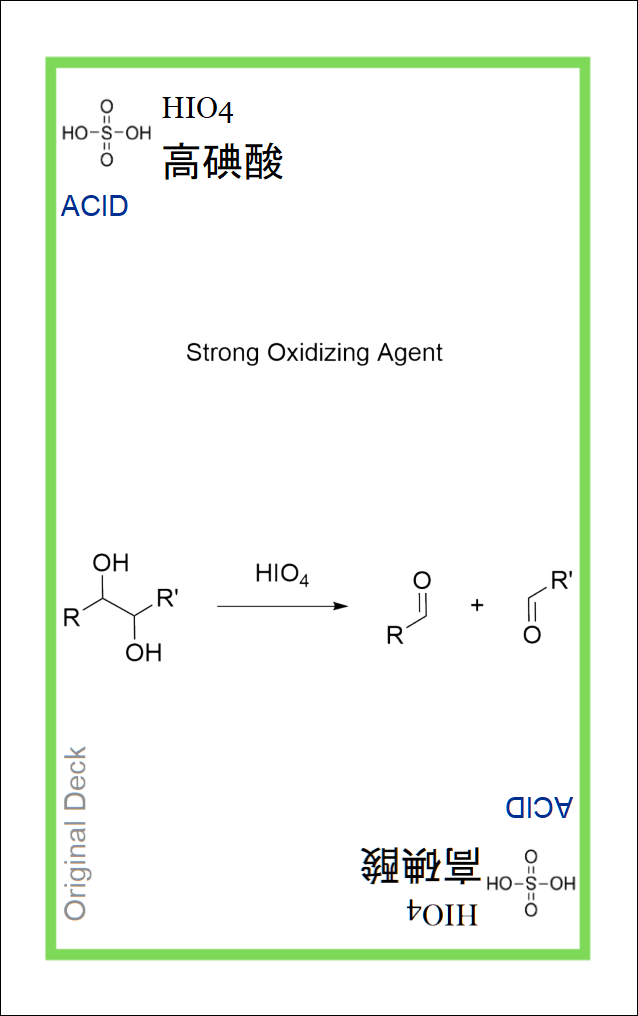 O
HO-S-OH
O
HIO4
高碘酸
ACID
Strong Oxidizing Agent
OH
R
R'
OH
HIO4
O
R
+
R'
O
Original Deck
ACID
高碘酸
HIO4
O
HO-S-OH
O